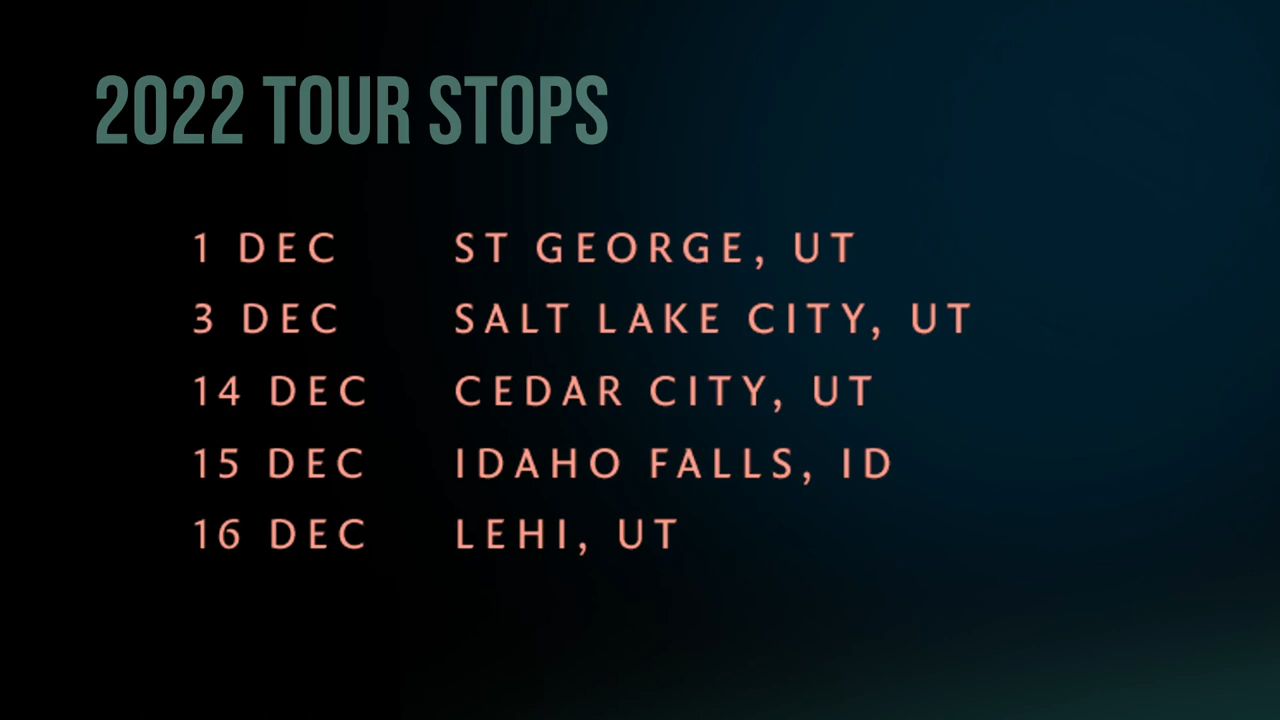 2022 TOUR STOPS
1 DEC ST GEORGE, UT
3 DEC SALT LAKE CITY, UT
14 DEC CEDAR CITY, UT
15 DEC IDAHO FALLS, ID
16 DEC LEHI, UT